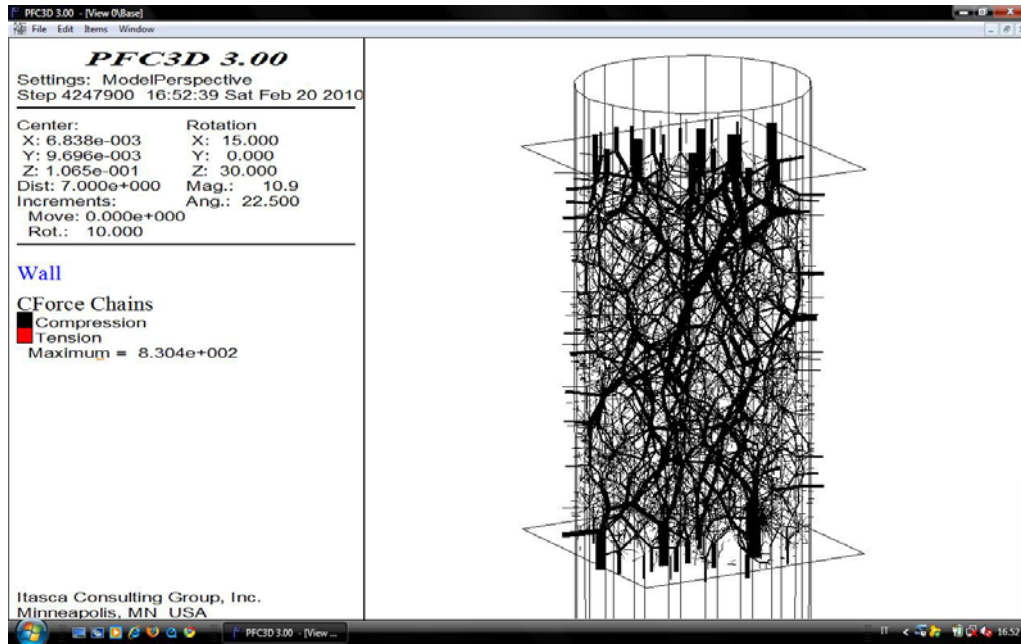 PFC3D 3.00 - [View 0\Base]
File Edit Items Window
PFC3D 3.00
Settings: ModelPerspective
Step 4247900 16:52:39 Sat Feb 20 2010
Center: Rotation
X: 6.838e-003 X: 15.000
Y: 9.696e-003 Y: 0.000
Z: 1.065e-001 Z: 30.000
Dist: 7.000e+000 Mag.: 10.9
Increments: Ang.: 22.500
Move: 0.000e+000
Rot.: 10.000
Wall
CForce Chains
Compression
Tension
Maximum = 8.304e+002
Itasca Consulting Group, Inc.
Minneapolis, MN USA
PFC3D 3.00 - [View ...
IT
16.52